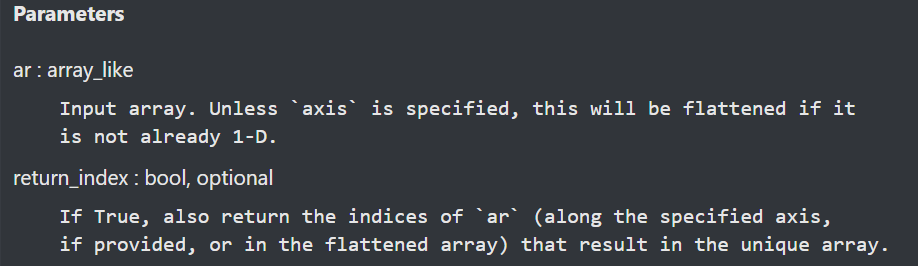 Parameters
ar : array_like
Input array. Unless `axis` is specified, this will be flattened if it
is not already 1-D.
return_index : bool, optional
If True, also return the indices of `ar` (along the specified axis,
if provided, or in the flattened array) that result in the unique array.